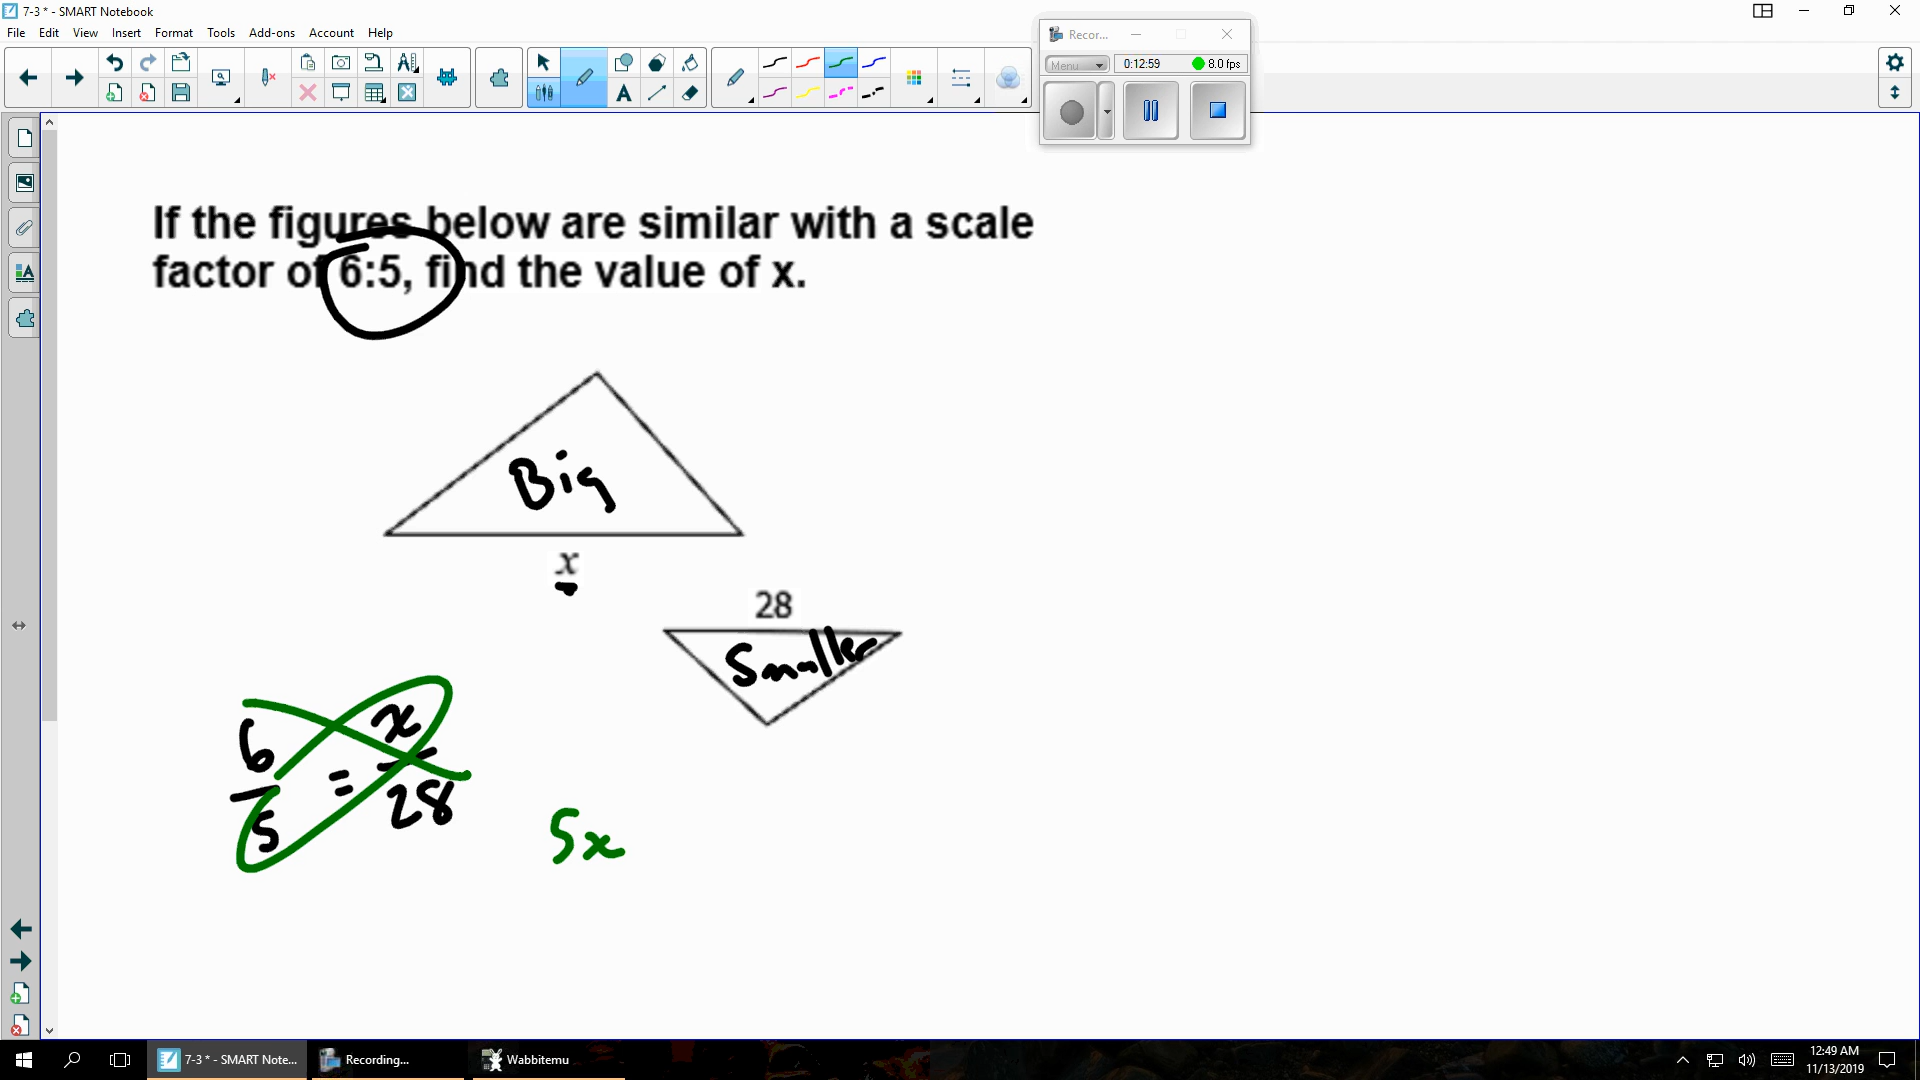 7-3 * - SMART Notebook
File Edit View Insert Format Tools Add-ons Account Help
Recor...
Menu 0:12:59 8.0 fps
If the figures below are similar with a scale
factor of 6:5, find the value of x.
Big
x
28
Smaller
6 x
=
5 28
5x
7-3 * - SMART Note... Recording... Wabbitemu
12:49 AM
11/13/2019